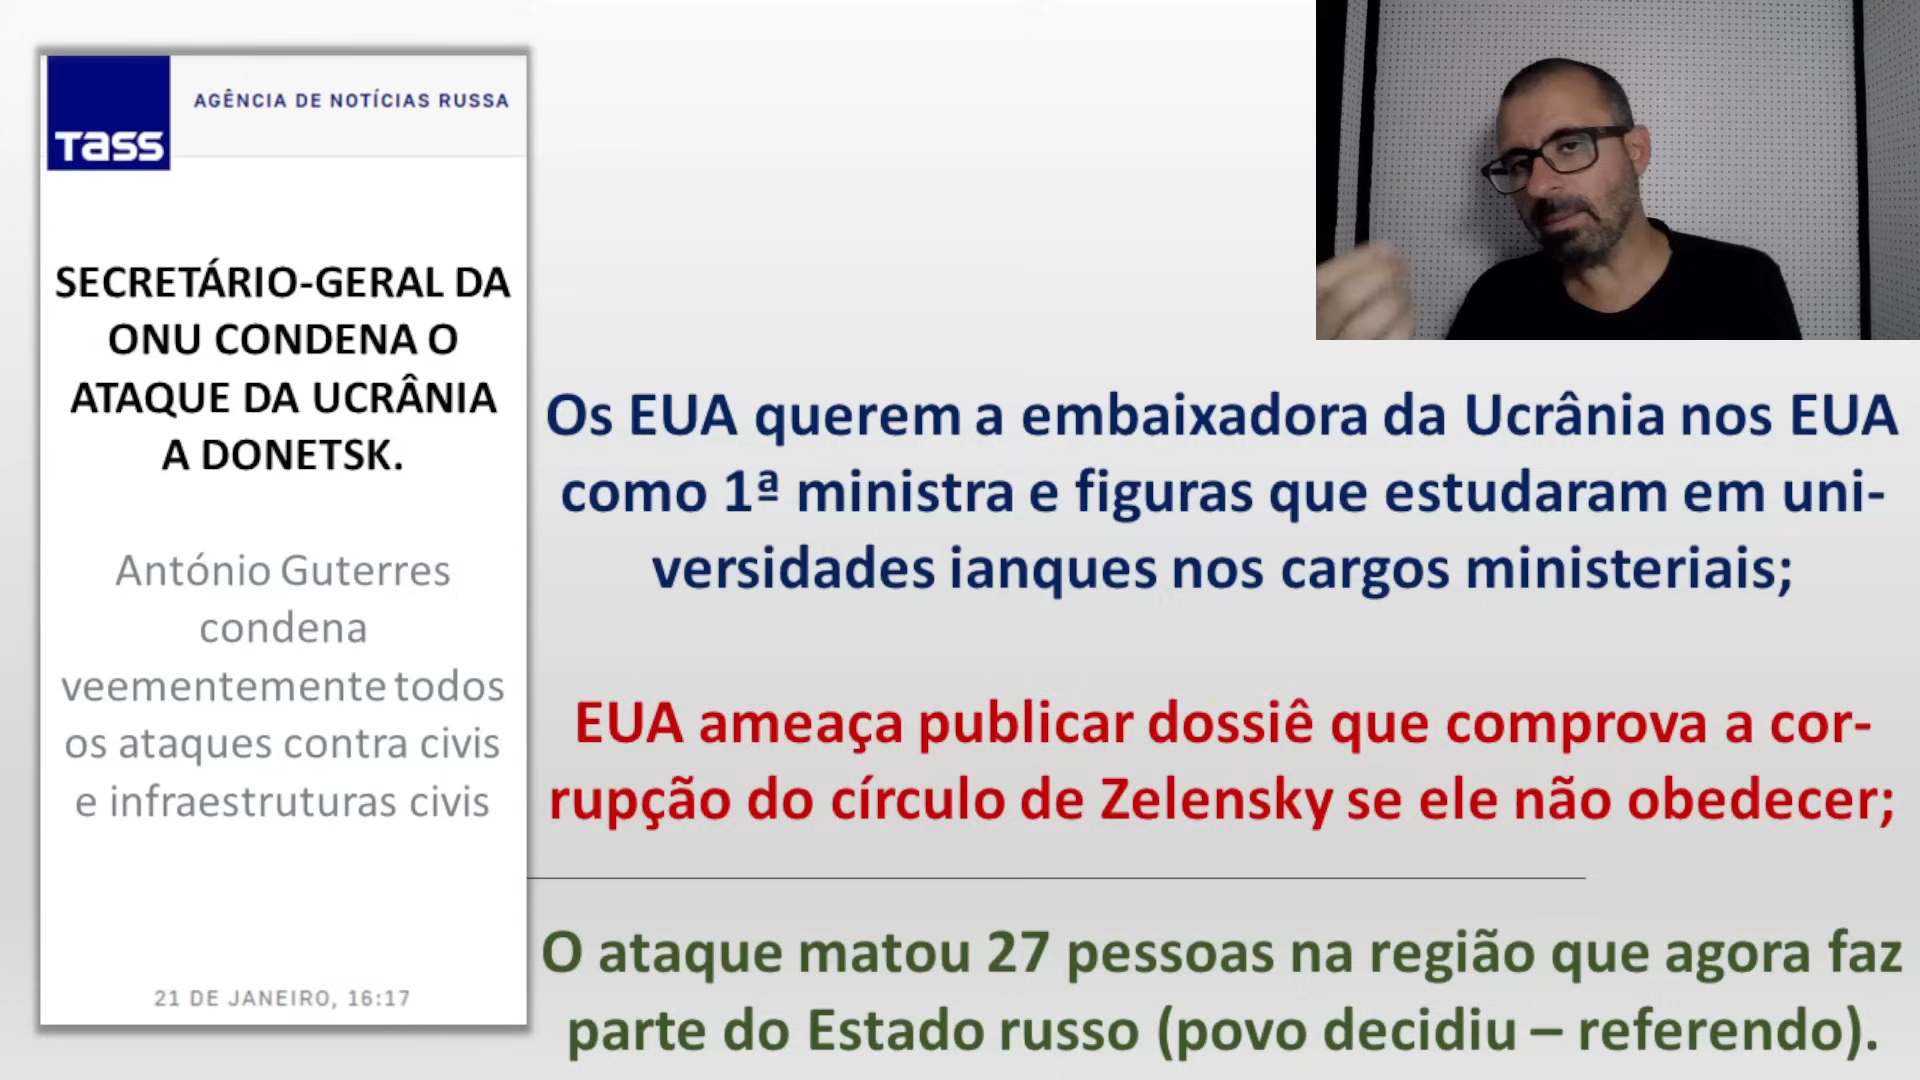 TASS
AGÊNCIA DE NOTÍCIAS RUSSA
SECRETÁRIO-GERAL DA
ONU CONDENA O
ATAQUE DA UCRÂNIA
A DONETSK.
António Guterres
condena
veementemente todos
os ataques contra civis
e infraestruturas civis
21 DE JANEIRO, 16:17
Os EUA querem a embaixadora da Ucrânia nos EUA
como 1ª ministra e figuras que estudaram em uni-
versidades ianques nos cargos ministeriais;
EUA ameaça publicar dossiê que comprova a cor-
rupção do círculo de Zelensky se ele não obedecer;
O ataque matou 27 pessoas na região que agora faz
parte do Estado russo (povo decidiu – referendo).